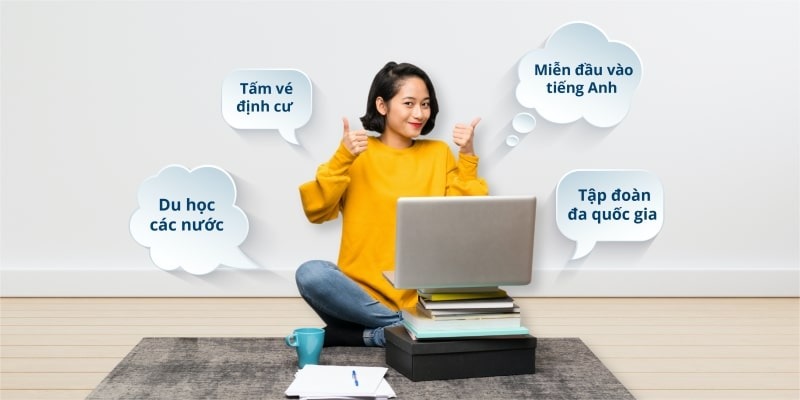 Tấm vé
định cư
Miễn đầu vào
tiếng Anh
Du học
các nước
Tập đoàn
đa quốc gia